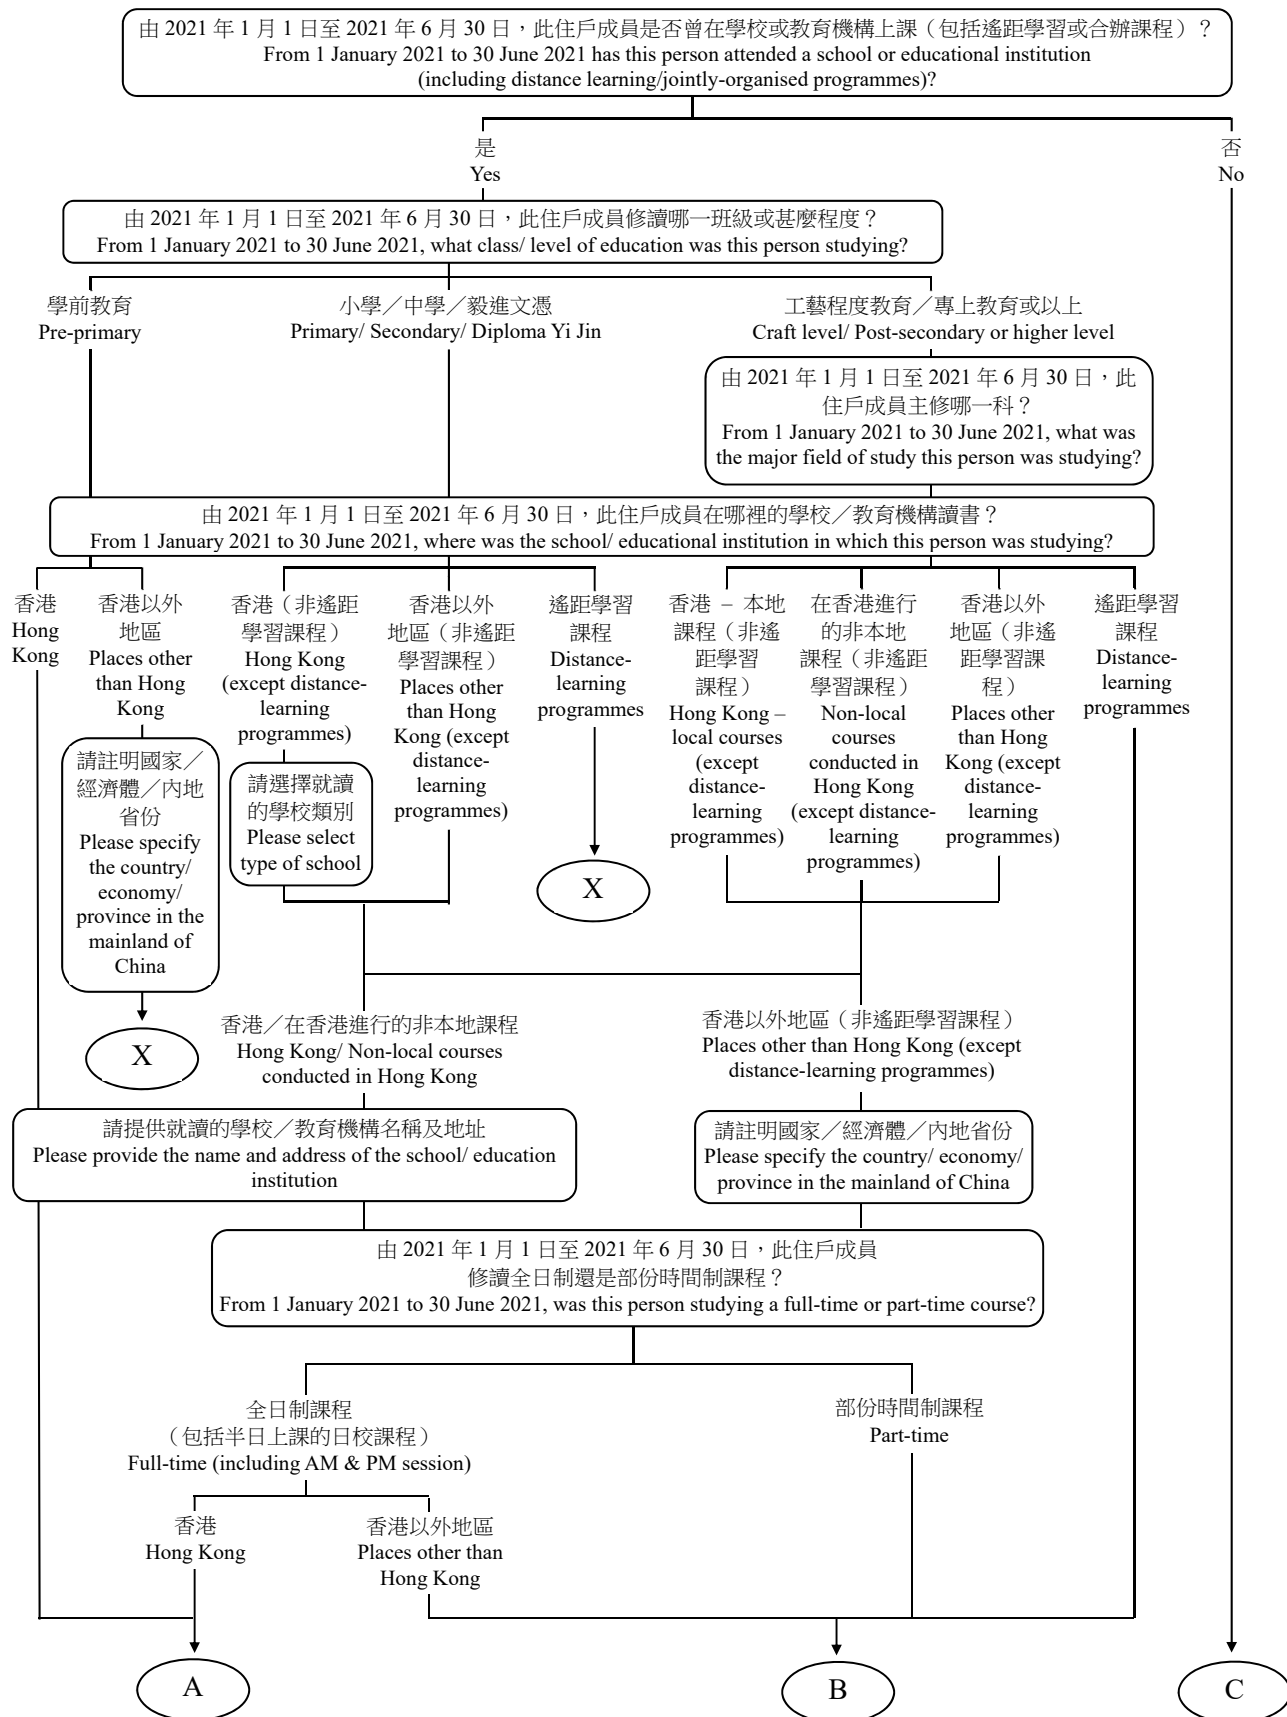 由 2021 年 1 月 1 日至 2021 年 6 月 30 日，此住戶成員是否曾在學校或教育機構上課（包括遙距學習或合辦課程）？
From 1 January 2021 to 30 June 2021 has this person attended a school or educational institution
(including distance learning/jointly-organised programmes)?
是
Yes
否
No
由 2021 年 1 月 1 日至 2021 年 6 月 30 日，此住戶成員修讀哪一班級或甚麼程度？
From 1 January 2021 to 30 June 2021, what class/ level of education was this person studying?
學前教育
Pre-primary
小學／中學／毅進文憑
Primary/ Secondary/ Diploma Yi Jin
工藝程度教育／專上教育或以上
Craft level/ Post-secondary or higher level
由 2021 年 1 月 1 日至 2021 年 6 月 30 日，此
住戶成員主修哪一科？
From 1 January 2021 to 30 June 2021, what was
the major field of study this person was studying?
由 2021 年 1 月 1 日至 2021 年 6 月 30 日，此住戶成員在哪裡的學校／教育機構讀書？
From 1 January 2021 to 30 June 2021, where was the school/ educational institution in which this person was studying?
香港
Hong
Kong
香港以外
地區
Places other
than Hong
Kong
香港（非遙距
學習課程）
Hong Kong
(except distance-
learning
programmes)
香港以外
地區（非遙距
學習課程）
Places other
than Hong
Kong (except
distance-
learning
programmes)
遙距學習
課程
Distance-
learning
programmes
香港 – 本地
課程（非遙
距學習
課程）
Hong Kong –
local courses
(except
distance-
learning
programmes)
在香港進行
的非本地
課程（非遙距
學習課程）
Non-local
courses
conducted in
Hong Kong
(except distance-
learning
programmes)
香港以外
地區（非遙
距學習課
程）
Places other
than Hong
Kong (except
distance-
learning
programmes)
遙距學習
課程
Distance-
learning
programmes
請註明國家／
經濟體／內地
省份
Please specify
the country/
economy/
province in the
mainland of
China
請選擇就讀
的學校類別
Please select
type of school
X
X
香港／在香港進行的非本地課程
Hong Kong/ Non-local courses
conducted in Hong Kong
香港以外地區（非遙距學習課程）
Places other than Hong Kong (except
distance-learning programmes)
請提供就讀的學校／教育機構名稱及地址
Please provide the name and address of the school/ education
institution
請註明國家／經濟體／內地省份
Please specify the country/ economy/
province in the mainland of China
由 2021 年 1 月 1 日至 2021 年 6 月 30 日，此住戶成員
修讀全日制還是部份時間制課程？
From 1 January 2021 to 30 June 2021, was this person studying a full-time or part-time course?
全日制課程
（包括半日上課的日校課程）
Full-time (including AM & PM session)
部份時間制課程
Part-time
香港
Hong Kong
香港以外地區
Places other than
Hong Kong
A
B
C